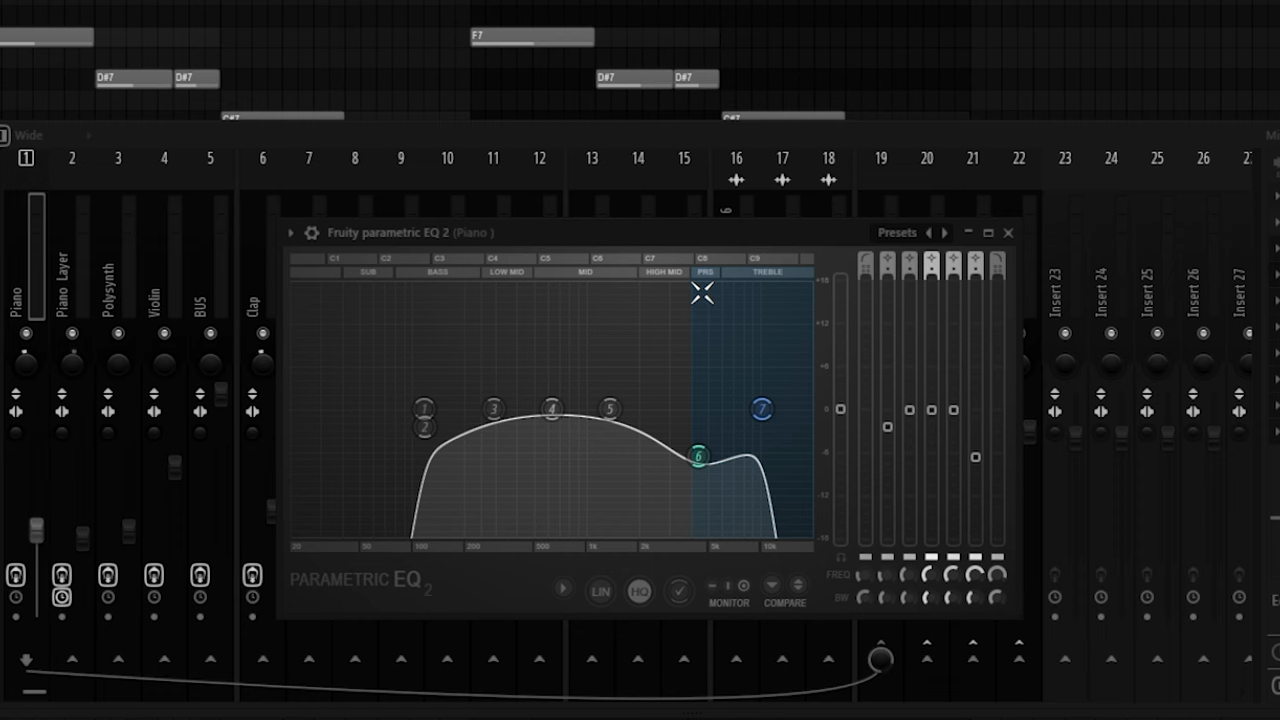 F7
D#7 D#7 D#7 D#7
C#7 C#7
Wide
1 2 3 4 5 6 7 8 9 10 11 12 13 14 15 16 17 18 19 20 21 22 23 24 25 26
Piano
Piano Layer
Polysynth
Violin
BUS
Clap
Fruity parametric EQ 2 (Piano ) Presets
C1 C2 C3 C4 C5 C6 C7 C8 C9
SUB BASS LOW MID MID HIGH MID PRS TREBLE
+18
+12
+6
0
-6
-12
-18
1 2 3 4 5 6 7
20 50 100 200 500 1k 2k 5k 10k
PARAMETRIC EQ 2
LIN HQ
MONITOR COMPARE
FREQ
BW
Insert 23
Insert 24
Insert 25
Insert 26
Insert 27